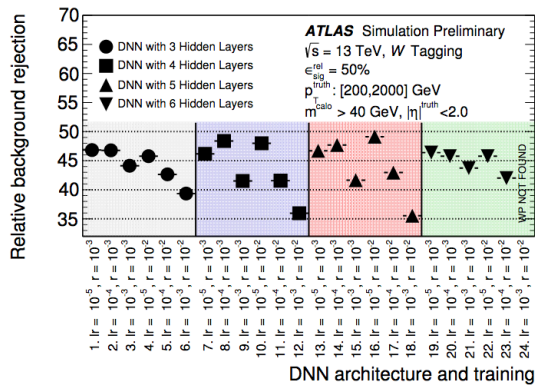 Relative background rejection
70
65
60
55
50
45
40
35
DNN with 3 Hidden Layers
DNN with 4 Hidden Layers
DNN with 5 Hidden Layers
DNN with 6 Hidden Layers
ATLAS Simulation Preliminary
√s = 13 TeV, W Tagging
ϵ^rel_sig = 50%
p_T^truth : [200,2000] GeV
m^calo > 40 GeV, |η|^truth <2.0
WP NOT FOUND
1. lr = 10^-5, r = 10^-3
2. lr = 10^-4, r = 10^-3
3. lr = 10^-3, r = 10^-3
4. lr = 10^-5, r = 10^-2
5. lr = 10^-4, r = 10^-2
6. lr = 10^-3, r = 10^-2
7. lr = 10^-5, r = 10^-3
8. lr = 10^-4, r = 10^-3
9. lr = 10^-3, r = 10^-3
10. lr = 10^-5, r = 10^-2
11. lr = 10^-4, r = 10^-2
12. lr = 10^-3, r = 10^-2
13. lr = 10^-5, r = 10^-3
14. lr = 10^-4, r = 10^-3
15. lr = 10^-3, r = 10^-3
16. lr = 10^-5, r = 10^-2
17. lr = 10^-4, r = 10^-2
18. lr = 10^-3, r = 10^-2
19. lr = 10^-5, r = 10^-3
20. lr = 10^-4, r = 10^-3
21. lr = 10^-3, r = 10^-3
22. lr = 10^-5, r = 10^-2
23. lr = 10^-4, r = 10^-2
24. lr = 10^-3, r = 10^-2
DNN architecture and training